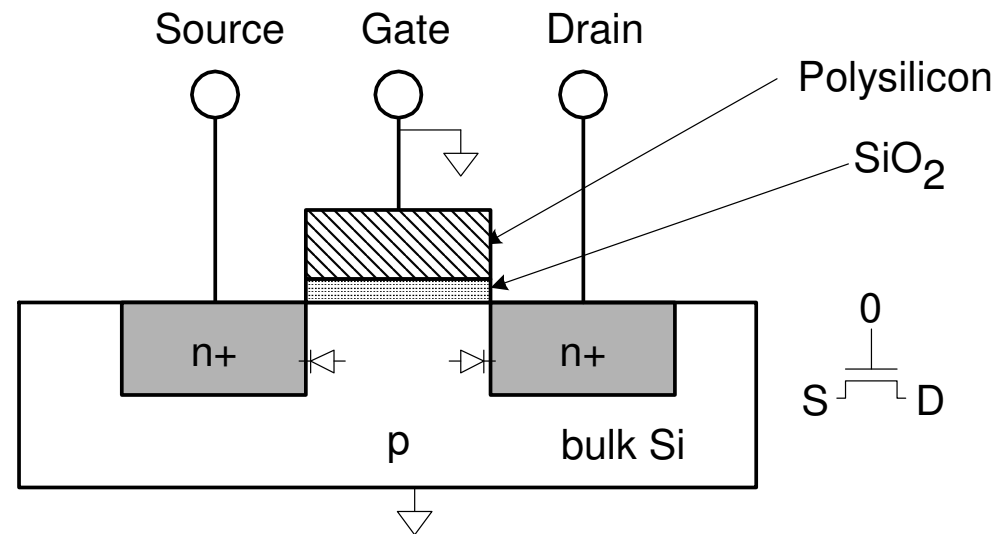 Source Gate Drain
Polysilicon
SiO₂
n+ n+
0
S D
p bulk Si